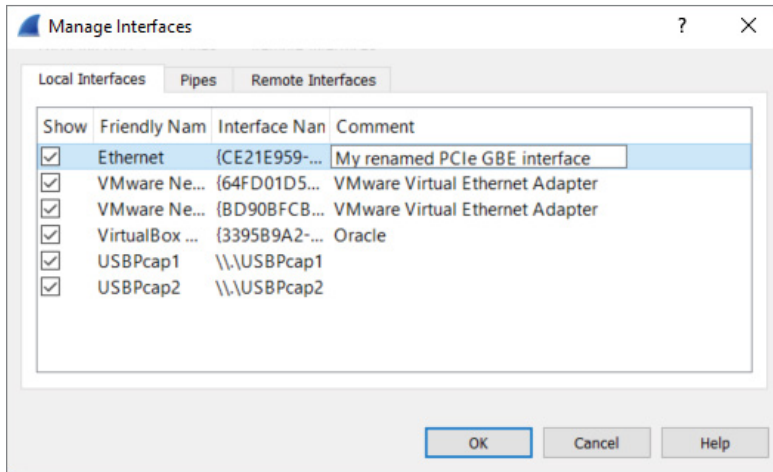 Manage Interfaces ?
Local Interfaces Pipes Remote Interfaces
Show Friendly Nam Interface Nan Comment
Ethernet {CE21E959-... My renamed PCIe GBE interface
VMware Ne... {64FD01D5... VMware Virtual Ethernet Adapter
VMware Ne... {BD90BFCB... VMware Virtual Ethernet Adapter
VirtualBox ... {3395B9A2-... Oracle
USBPcap1 \\.\USBPcap1
USBPcap2 \\.\USBPcap2
OK Cancel Help